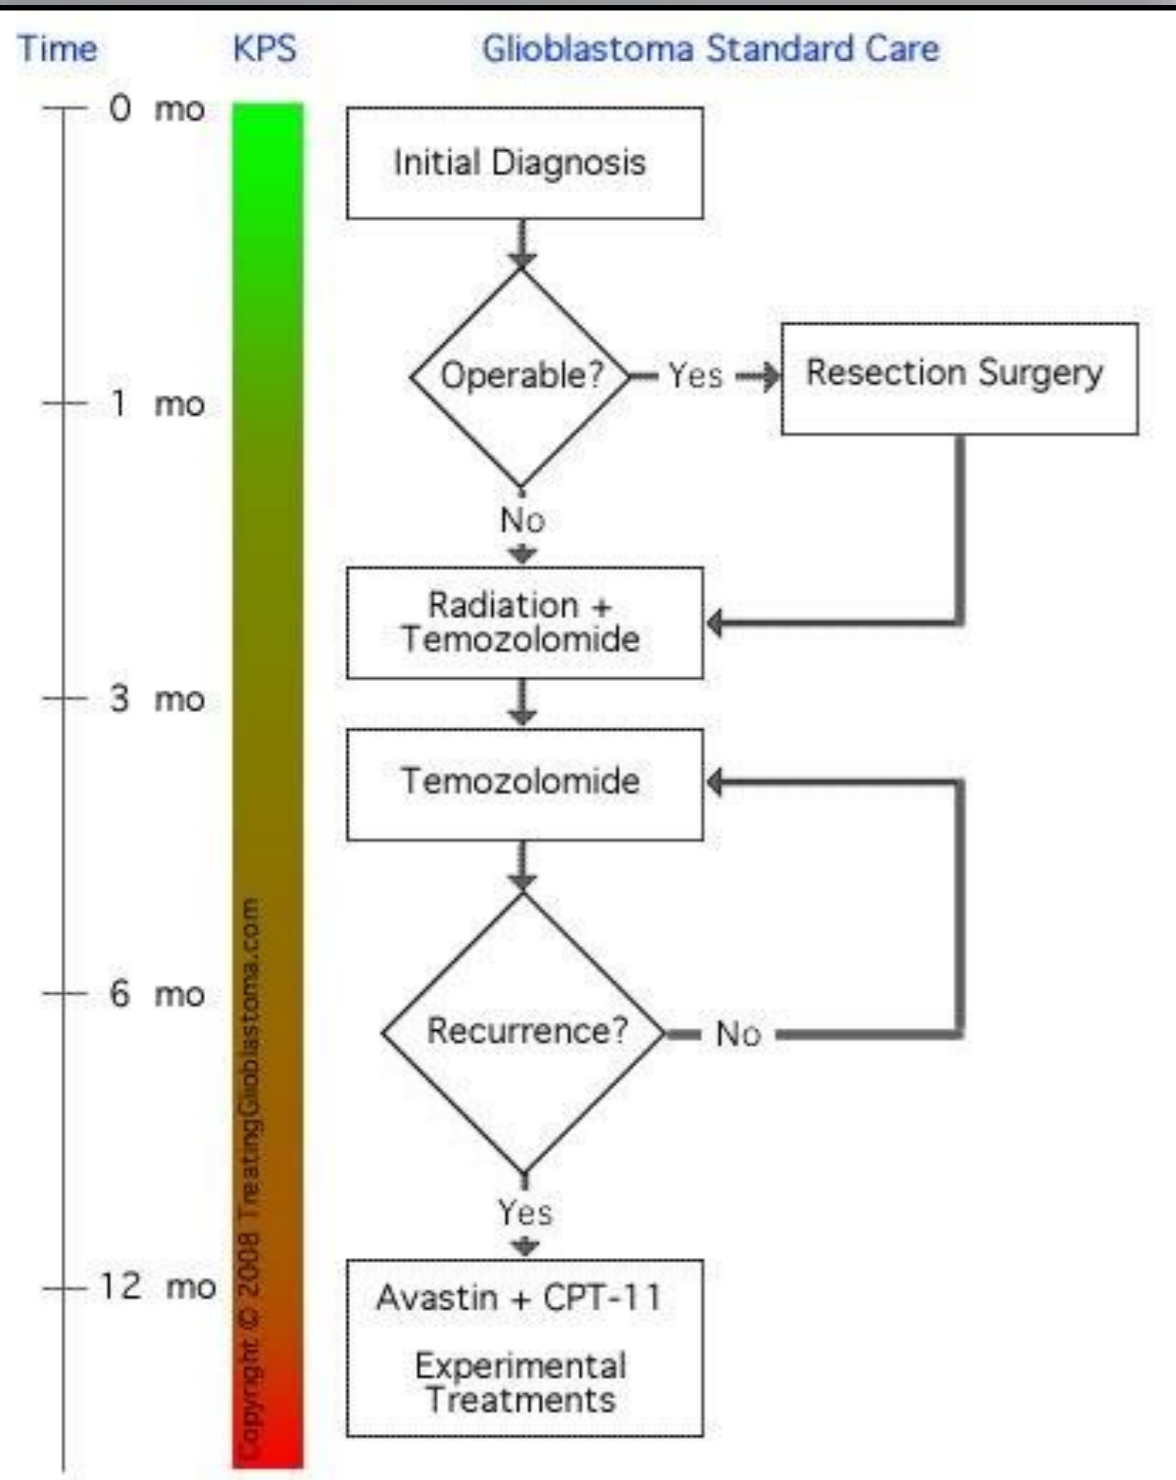 Time KPS Glioblastoma Standard Care
0 mo
Initial Diagnosis
Operable? Yes Resection Surgery
1 mo
No
Radiation +
Temozolomide
3 mo
Temozolomide
6 mo
Recurrence? No
Yes
12 mo
Avastin + CPT-11
Experimental
Treatments
Copyright © 2008 TreatingGlioblastoma.com